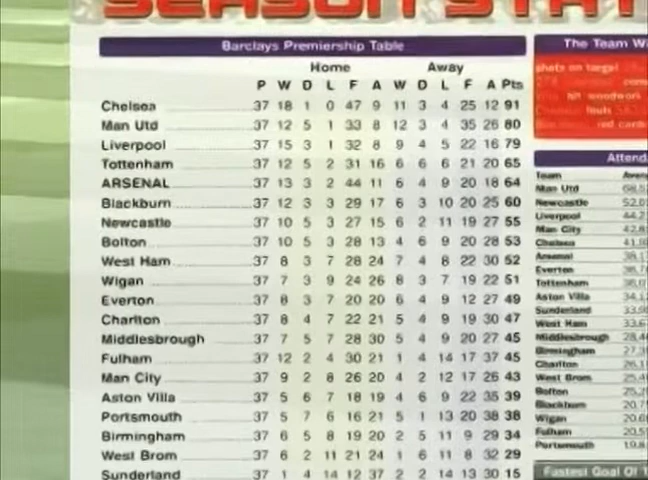 SEASON STAT
Barclays Premiership Table
Home Away
P W D L F A W D L F A Pts
Chelsea 37 18 1 0 47 9 11 3 4 25 12 91
Man Utd 37 12 5 1 33 8 12 3 4 35 26 80
Liverpool 37 15 3 1 32 8 9 4 5 22 16 79
Tottenham 37 12 5 2 31 16 6 6 6 21 20 65
ARSENAL 37 13 3 2 44 11 6 4 9 20 18 64
Blackburn 37 12 3 3 29 17 6 3 10 20 25 60
Newcastle 37 10 5 3 27 15 6 2 11 19 27 55
Bolton 37 10 5 3 28 13 4 6 9 20 28 53
West Ham 37 8 3 7 28 24 7 4 8 22 30 52
Wigan 37 7 3 9 24 26 8 3 7 19 22 51
Everton 37 8 3 7 20 20 6 4 9 12 27 49
Charlton 37 8 4 7 22 21 5 4 9 19 30 47
Middlesbrough 37 7 5 7 28 30 5 4 9 20 27 45
Fulham 37 12 2 4 30 21 1 4 14 17 37 45
Man City 37 9 2 8 26 20 4 2 12 17 26 43
Aston Villa 37 5 6 7 18 19 4 6 9 22 35 39
Portsmouth 37 5 7 6 16 21 5 1 13 20 38 38
Birmingham 37 6 5 8 19 20 2 5 11 9 29 34
West Brom 37 6 2 11 21 24 1 6 11 8 32 29
Sunderland 37 1 4 14 12 37 2 2 14 13 30 15
The Team Wi
shots on target
hit woodwork
fouls
red cards
Attend
Team
Man Utd
Newcastle
Liverpool
Man City
Chelsea
Arsenal
Everton
Tottenham
Aston Villa
Sunderland
West Ham
Middlesbrough
Birmingham
Charlton
West Brom
Bolton
Blackburn
Wigan
Fulham
Portsmouth
Fastest Goal Of T